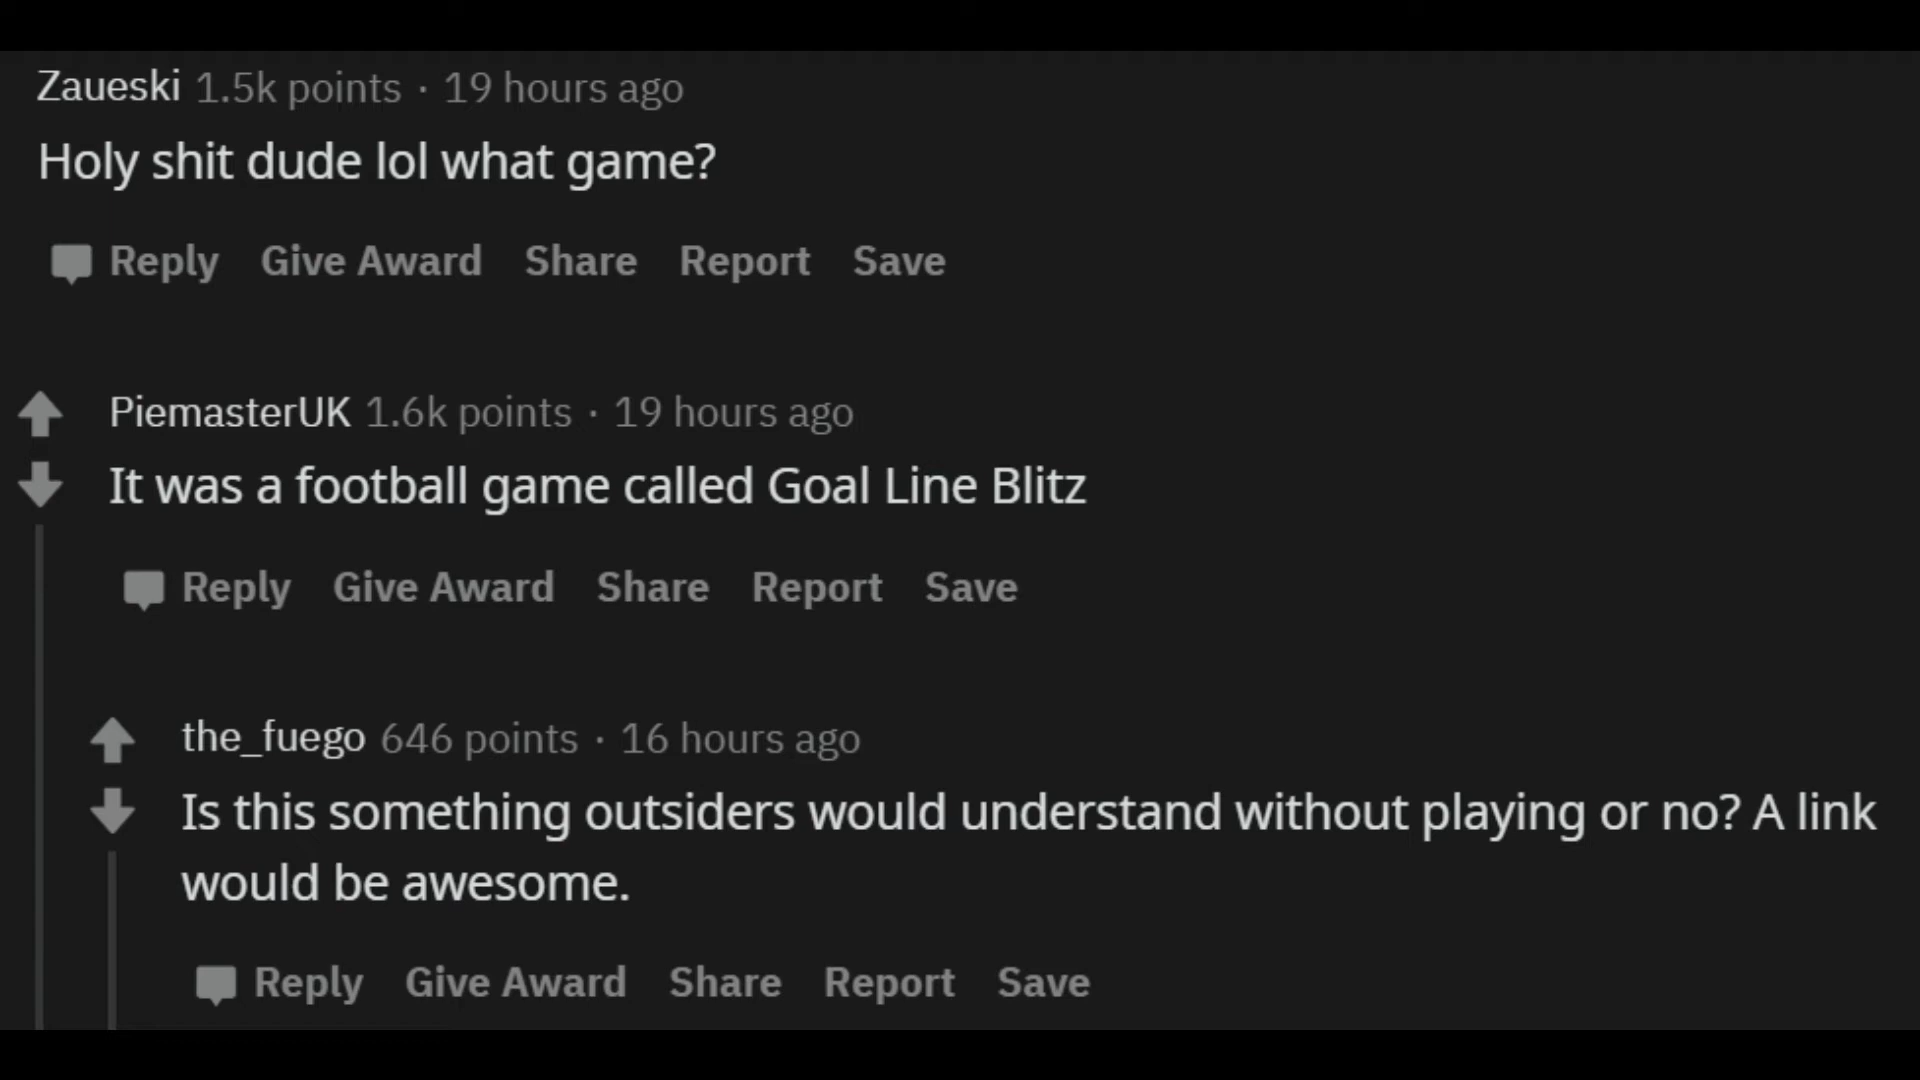 Zaueski 1.5k points · 19 hours ago
Holy shit dude lol what game?
Reply Give Award Share Report Save
PiemasterUK 1.6k points · 19 hours ago
It was a football game called Goal Line Blitz
Reply Give Award Share Report Save
the_fuego 646 points · 16 hours ago
Is this something outsiders would understand without playing or no? A link
would be awesome.
Reply Give Award Share Report Save